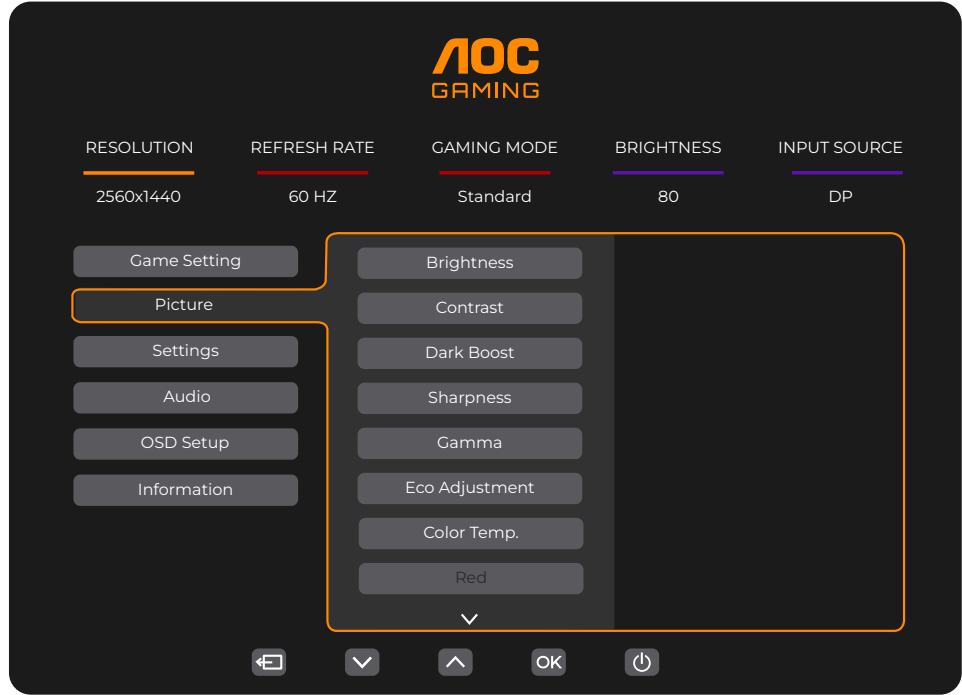 AOC
GAMING
RESOLUTION REFRESH RATE GAMING MODE BRIGHTNESS INPUT SOURCE
2560x1440 60 HZ Standard 80 DP
Game Setting
Picture
Settings
Audio
OSD Setup
Information
Brightness
Contrast
Dark Boost
Sharpness
Gamma
Eco Adjustment
Color Temp.
Red
OK